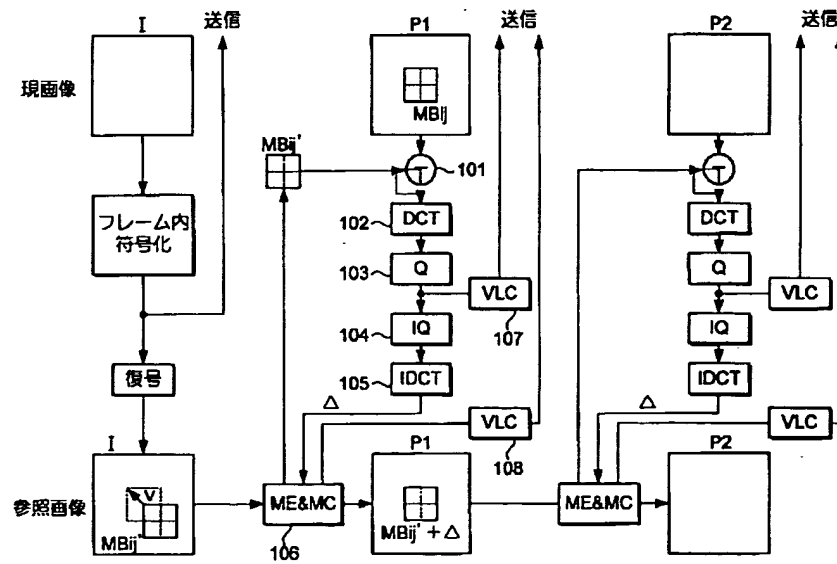 I
送信
P1
送信
P2
送信
現画像
MBij
MBij'
T
101
T
フレーム内
符号化
102
DCT
DCT
103
Q
Q
VLC
VLC
107
104
IQ
IQ
復号
105
IDCT
IDCT
Δ
Δ
VLC
VLC
108
I
P1
P2
参照画像
V
MBij'
ME&MC
MBij' + Δ
ME&MC
106